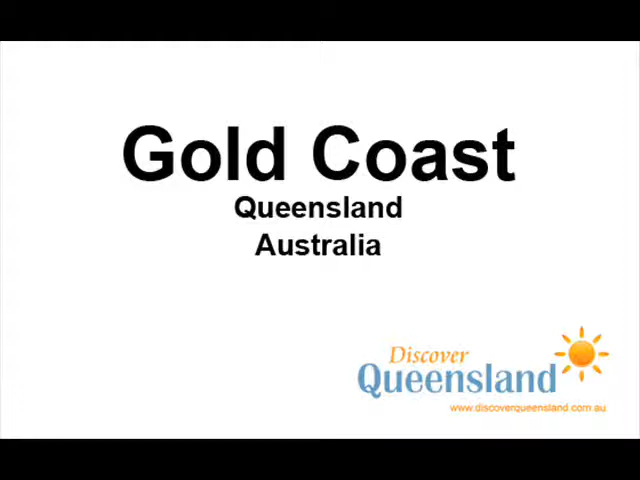 Gold Coast
Queensland
Australia
Discover
Queensland
www.discoverqueensland.com.au